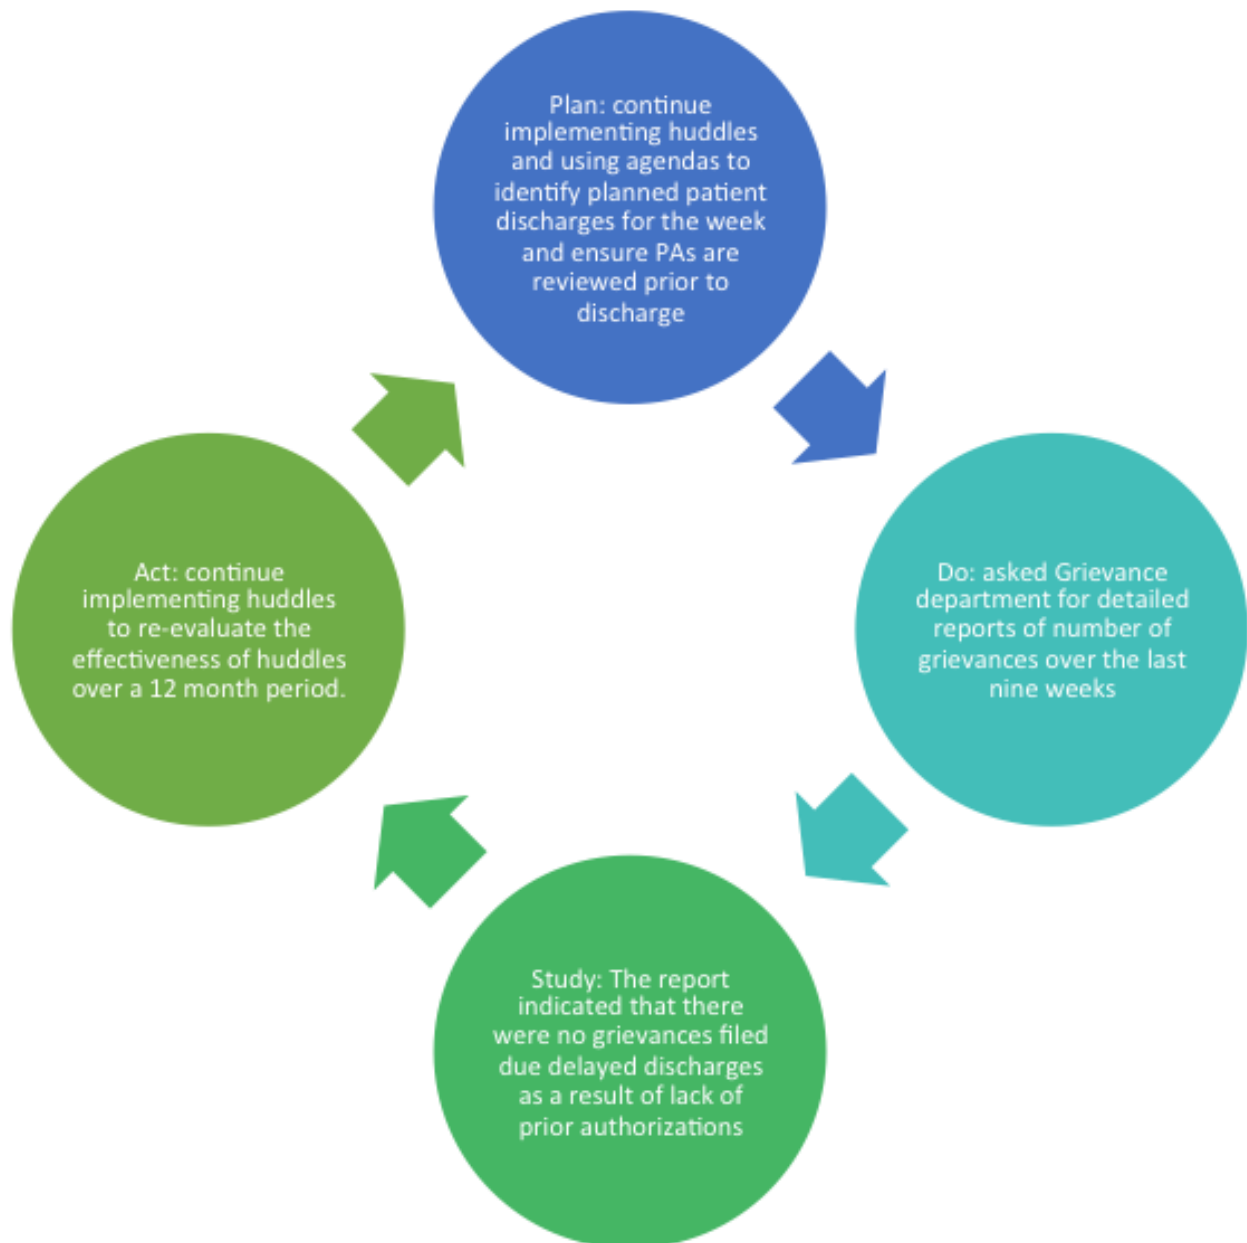 Plan: continue
implementing huddles
and using agendas to
identify planned patient
discharges for the week
and ensure PAs are
reviewed prior to
discharge
Do: asked Grievance
department for detailed
reports of number of
grievances over the last
nine weeks
Study: The report
indicated that there
were no grievances filed
due delayed discharges
as a result of lack of
prior authorizations
Act: continue
implementing huddles
to re-evaluate the
effectiveness of huddles
over a 12 month period.